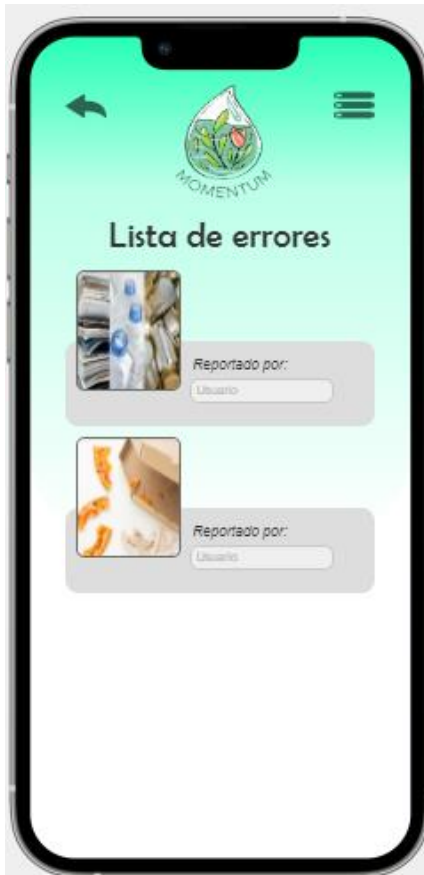 MOMENTUM
Lista de errores
Reportado por:
Usuario
Reportado por:
Usuario